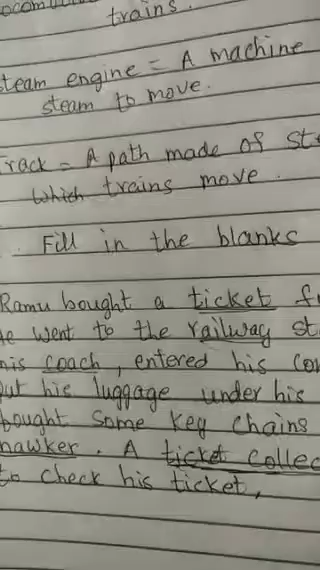 trains.
steam engine = A machine
steam to move.
Track = A path made of
which trains move.
Fill in the blanks
Ramu bought a ticket
He went to the railway
his coach, entered his
put his luggage under his
bought some key chains
hawker. A ticket
to check his ticket,